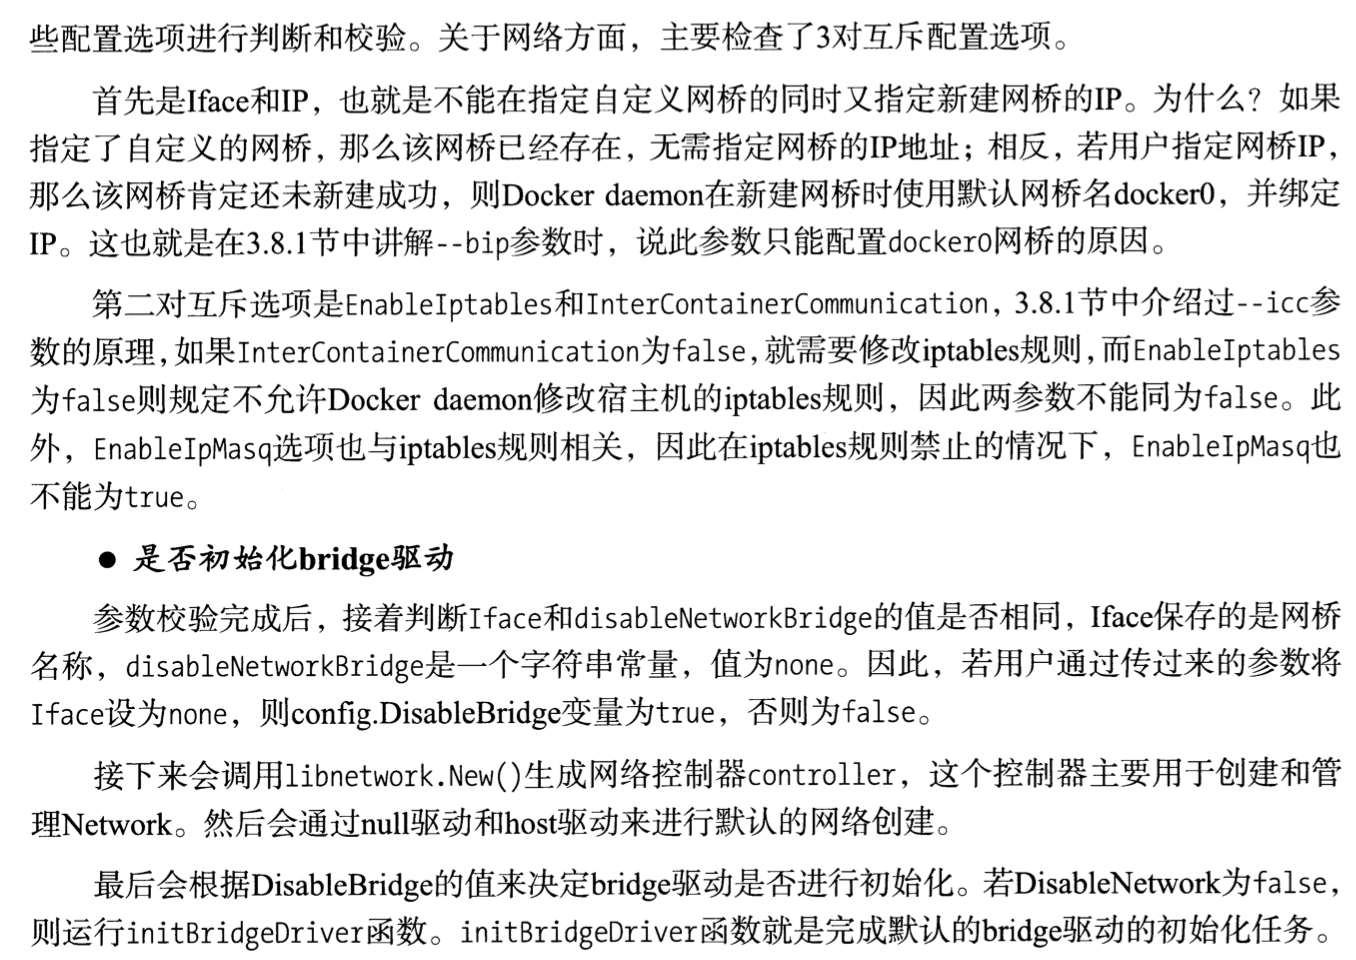 些配置选项进行判断和校验。关于网络方面，主要检查了3对互斥配置选项。
首先是Iface和IP，也就是不能在指定自定义网桥的同时又指定新建网桥的IP。为什么？如果
指定了自定义的网桥，那么该网桥已经存在，无需指定网桥的IP地址；相反，若用户指定网桥IP，
那么该网桥肯定还未新建成功，则Docker daemon在新建网桥时使用默认网桥名docker0，并绑定
IP。这也就是在3.8.1节中讲解--bip参数时，说此参数只能配置docker0网桥的原因。
第二对互斥选项是EnableIptables和InterContainerCommunication，3.8.1节中介绍过--icc参
数的原理，如果InterContainerCommunication为false，就需要修改iptables规则，而EnableIptables
为false则规定不允许Docker daemon修改宿主机的iptables规则，因此两参数不能同为false。此
外，EnableIpMasq选项也与iptables规则相关，因此在iptables规则禁止的情况下，EnableIpMasq也
不能为true。
● 是否初始化bridge驱动
参数校验完成后，接着判断Iface和disableNetworkBridge的值是否相同，Iface保存的是网桥
名称，disableNetworkBridge是一个字符串常量，值为none。因此，若用户通过传过来的参数将
Iface设为none，则config.DisableBridge变量为true，否则为false。
接下来会调用libnetwork.New()生成网络控制器controller，这个控制器主要用于创建和管
理Network。然后会通过null驱动和host驱动来进行默认的网络创建。
最后会根据DisableBridge的值来决定bridge驱动是否进行初始化。若DisableNetwork为false，
则运行initBridgeDriver函数。initBridgeDriver函数就是完成默认的bridge驱动的初始化任务。